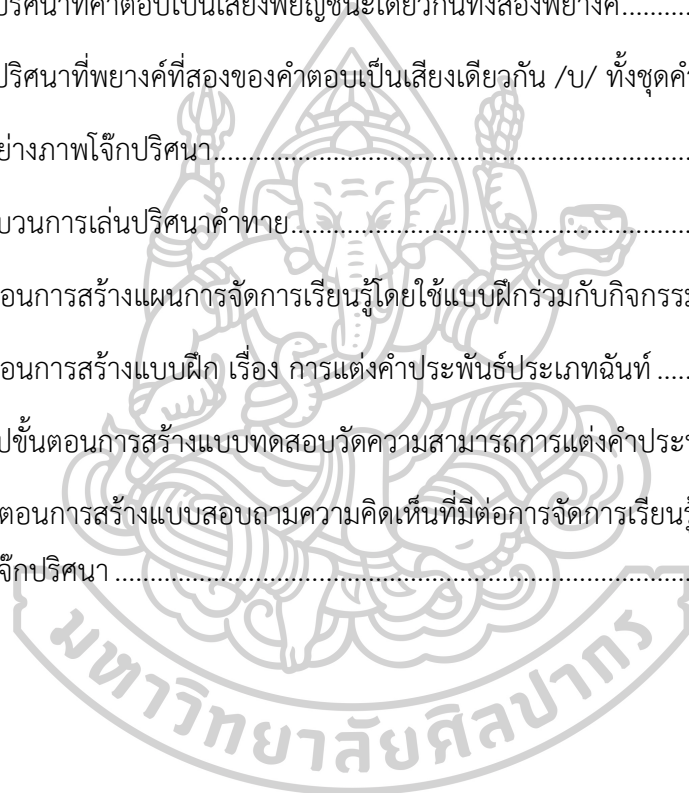 ปริศนาที่คำตอบเป็นเสียงพยัญชนะเดียวกันทั้งสองพยางค์..........
ปริศนาที่พยางค์ที่สองของคำตอบเป็นเสียงเดียวกัน /บ/ ทั้งชุดคำ
ย่างภาพโจ๊กปริศนา..........
บวนการเล่นปริศนาคำทาย..........
อนการสร้างแผนการจัดการเรียนรู้โดยใช้แบบฝึกร่วมกับกิจกรร
อนการสร้างแบบฝึก เรื่อง การแต่งคำประพันธ์ประเภทฉันท์ ......
ปขั้นตอนการสร้างแบบทดสอบวัดความสามารถการแต่งคำประพ
ตอนการสร้างแบบสอบถามความคิดเห็นที่มีต่อการจัดการเรียนรู้
จ๊กปริศนา ..........
มหาวิทยาลัยศิลปากร